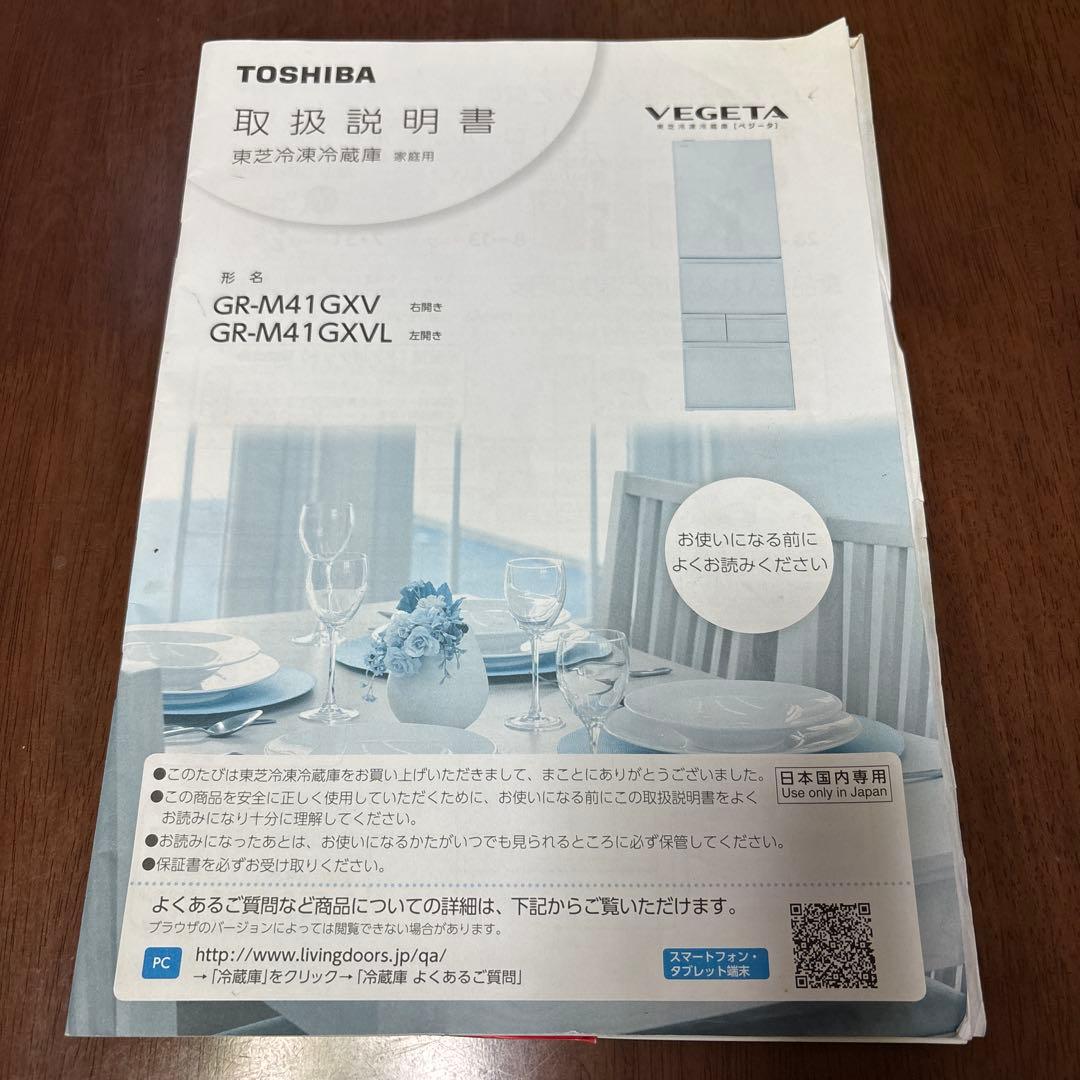 TOSHIBA
取扱説明書
東芝冷凍冷蔵庫 家庭用
VEGETA
東芝冷凍冷蔵庫［ベジータ］
形名
GR-M41GXV 右開き
GR-M41GXVL 左開き
お使いになる前に
よくお読みください
●このたびは東芝冷凍冷蔵庫をお買い上げいただきまして、まことにありがとうございました。
●この商品を安全に正しく使用していただくために、お使いになる前にこの取扱説明書をよく
お読みになり十分に理解してください。
●お読みになったあとは、お使いになるかたがいつでも見られるところに必ず保管してください。
●保証書を必ずお受け取りください。
日本国内専用
Use only in Japan
よくあるご質問など商品についての詳細は、下記からご覧いただけます。
ブラウザのバージョンによっては閲覧できない場合があります。
PC
http://www.livingdoors.jp/qa/
→「冷蔵庫」をクリック→「冷蔵庫 よくあるご質問」
スマートフォン・
タブレット端末